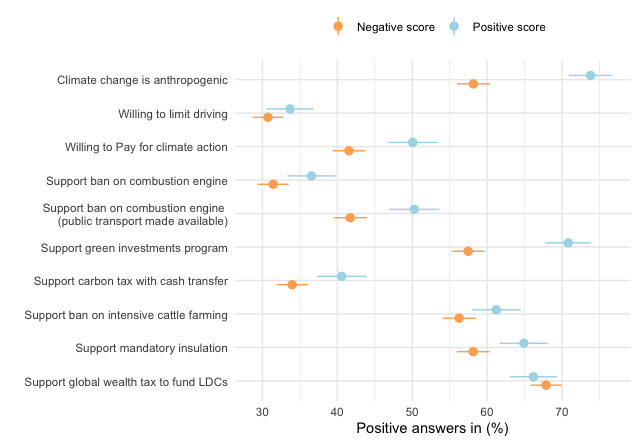 Negative score Positive score
Climate change is anthropogenic
Willing to limit driving
Willing to Pay for climate action
Support ban on combustion engine
Support ban on combustion engine
(public transport made available)
Support green investments program
Support carbon tax with cash transfer
Support ban on intensive cattle farming
Support mandatory insulation
Support global wealth tax to fund LDCs
30 40 50 60 70
Positive answers in (%)